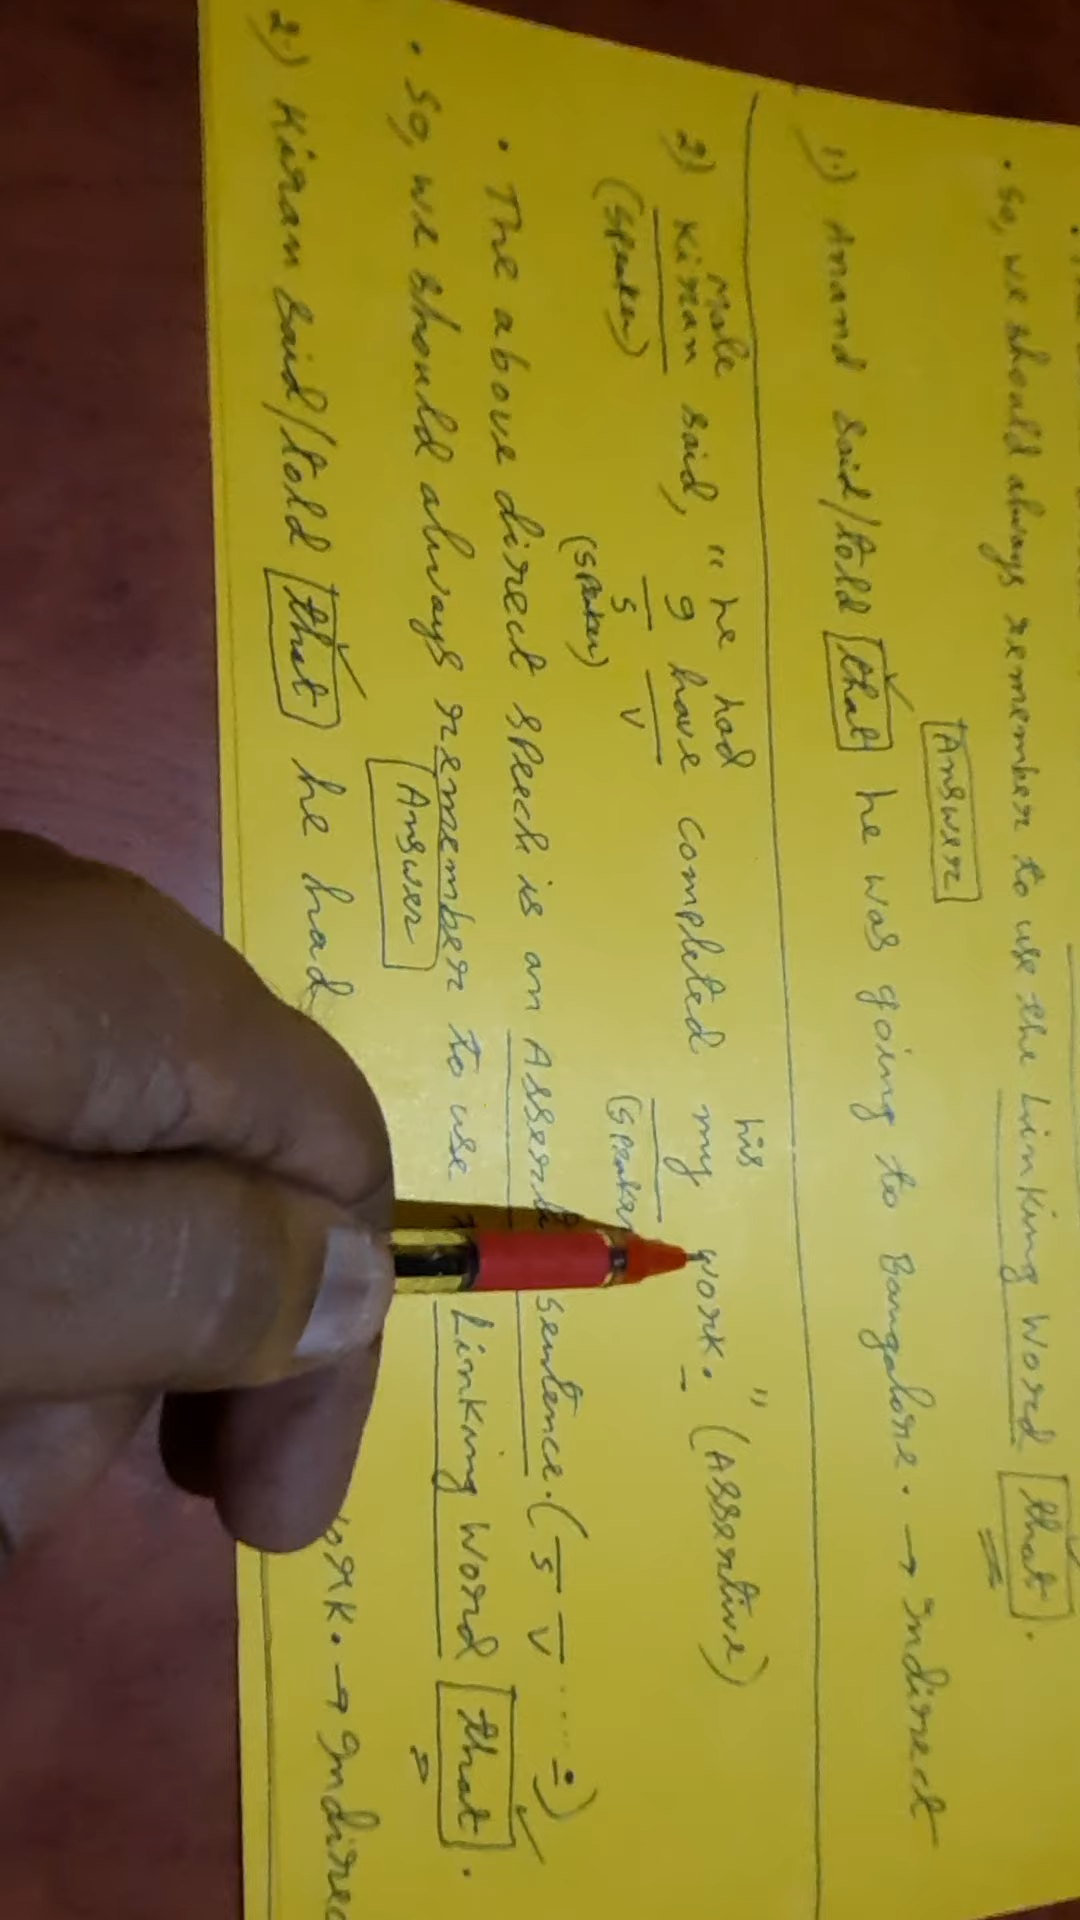 • So, we should always remember to use the Linking Word that.
Answer
1.) Anand said/told that he was going to Bangalore. → Indirect
Male he had his
2) Kiran said, "I have completed my work." (Assertive)
(Speaker) S V
(Speaker) (Speaker
• The above direct speech is an Asserti sentence. (S V ..... .)
• So, we should always remember to use Linking Word that.
Answer
2.) Kiran said/told that he had ork. → Indirec